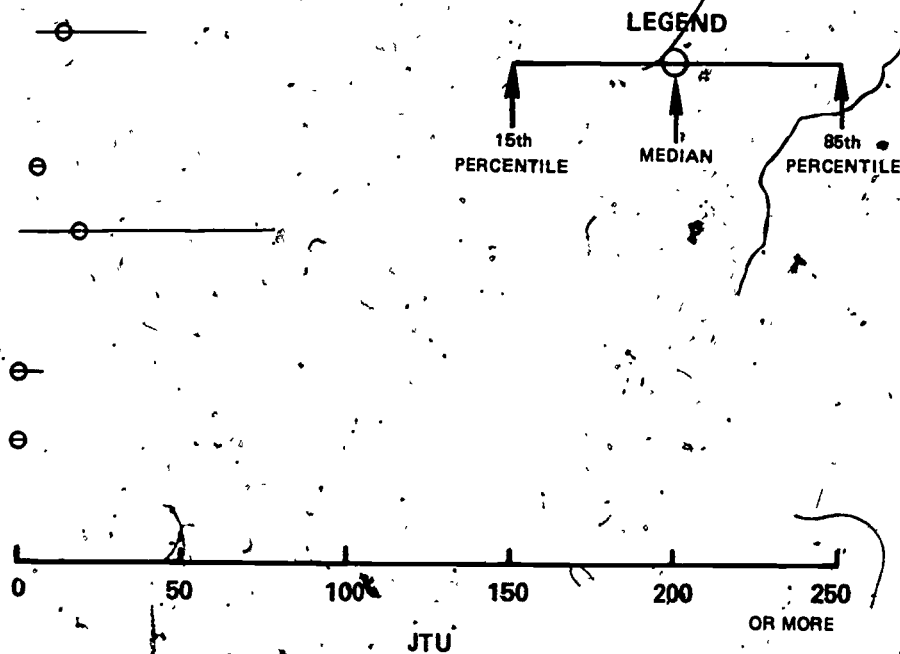 LEGEND
15th
PERCENTILE
MEDIAN
85th
PERCENTILE
0 50 100 150 200 250
OR MORE
JTU